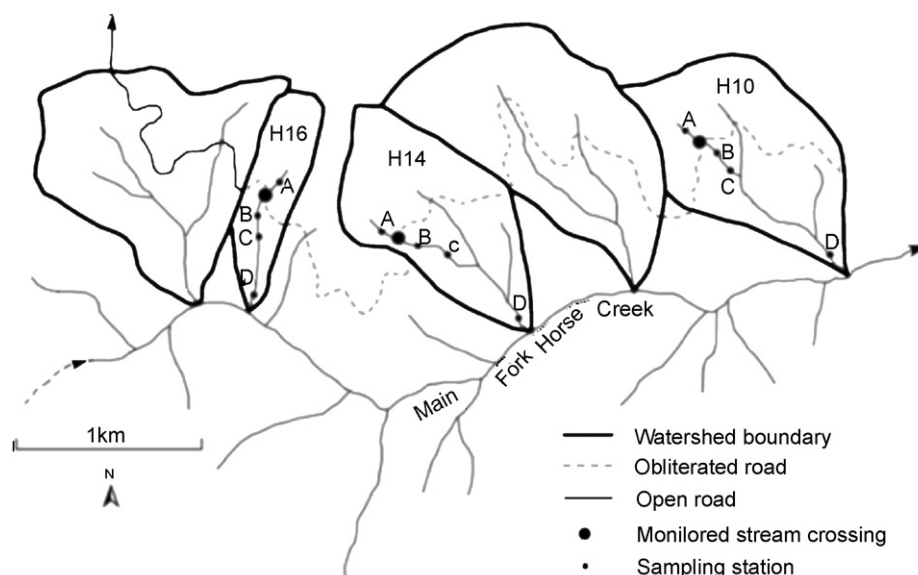 H10
A
B
C
D
H16
A
B
C
D
H14
A
B
c
D
Main Fork Horse Creek
1km
N
Watershed boundary
Obliterated road
Open road
Monilored stream crossing
Sampling station